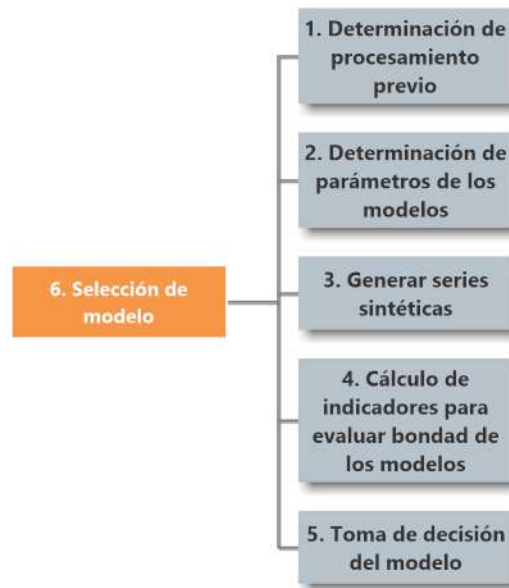 1. Determinación de
procesamiento
previo
2. Determinación de
parámetros de los
modelos
6. Selección de
modelo
3. Generar series
sintéticas
4. Cálculo de
indicadores para
evaluar bondad de
los modelos
5. Toma de decisión
del modelo